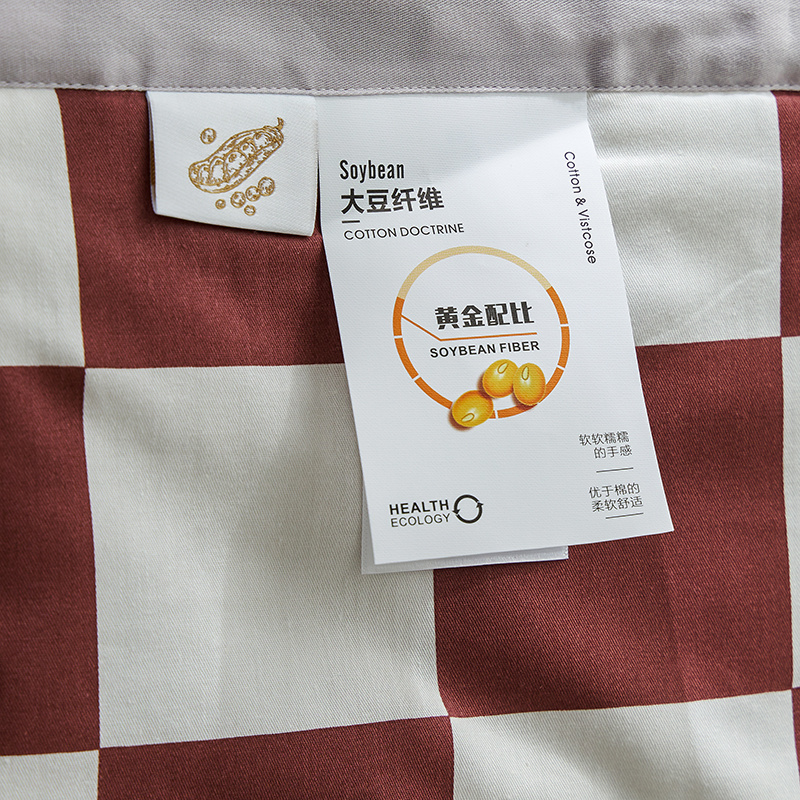 Soybean
大豆纤维
COTTON DOCTRINE
Cotton & Vistcose
黄金配比
SOYBEAN FIBER
软软糯糯
的手感
优于棉的
柔软舒适
HEALTH
ECOLOGY